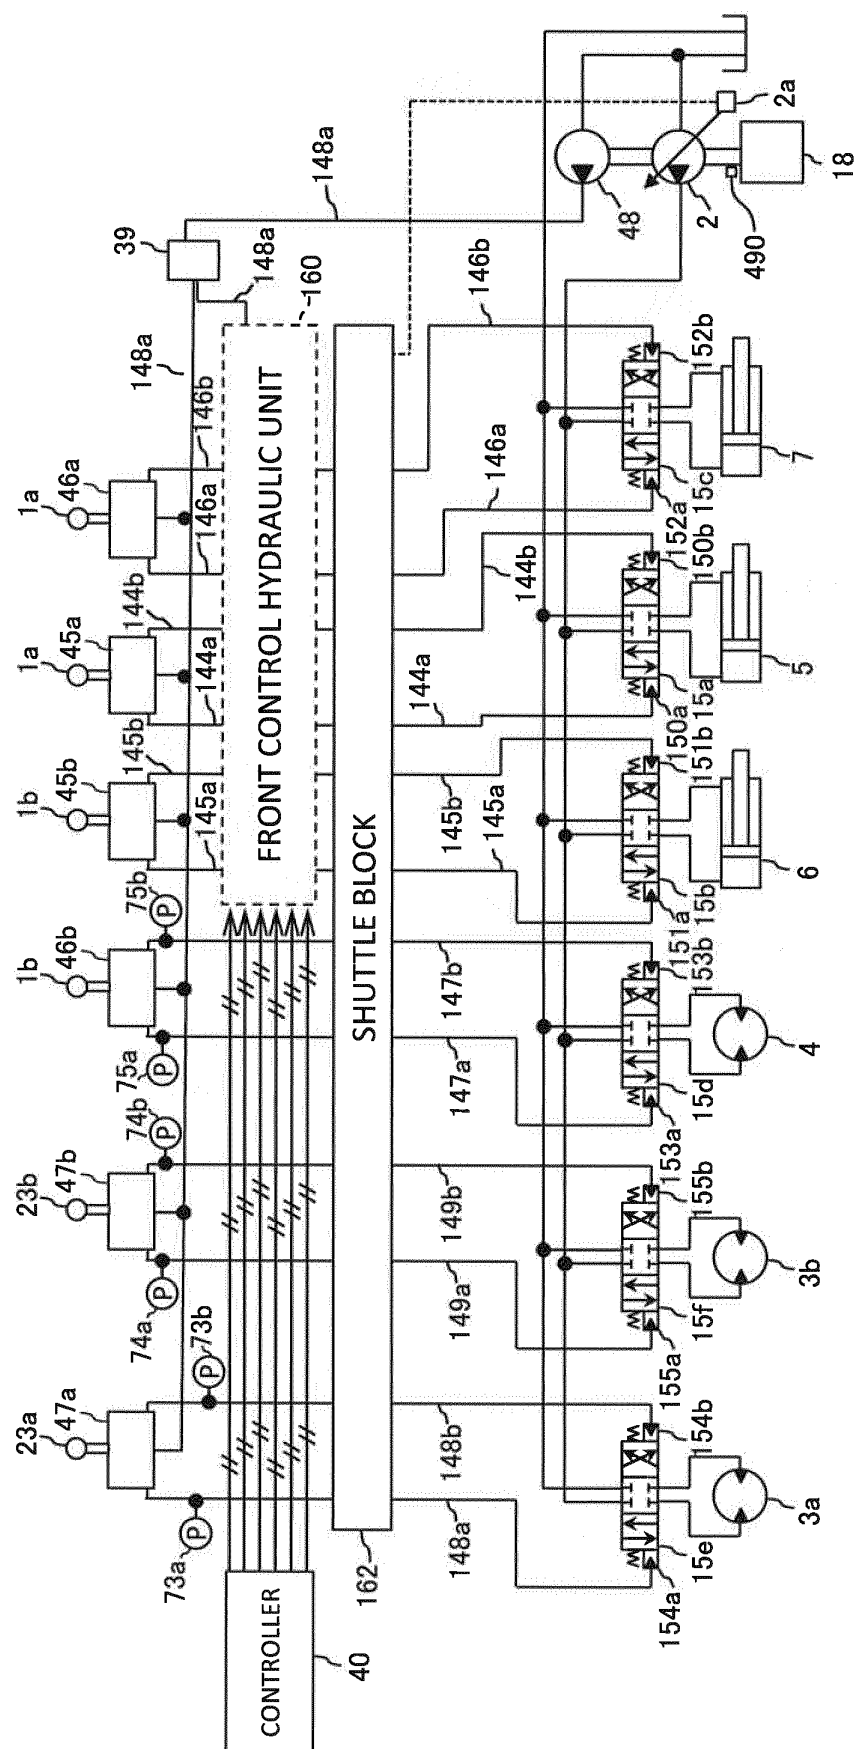 23a
23b
1b
1b
1a
1a
47a
47b
46b
45b
45a
46a
39
74a
74b
75a
75b
145b
144b
148a
73a
73b
145a
144a
146a
146b
148a
148a
CONTROLLER
FRONT CONTROL HYDRAULIC UNIT
160
40
162
SHUTTLE BLOCK
148a
148b
149a
149b
147a
147b
145b
145a
144a
144b
146a
146b
48
2
490
18
2a
154a
15e
154b
155a
15f
155b
153a
15d
153b
151a
15b
151b
150a
15a
150b
152a
15c
152b
3a
3b
4
6
5
7
P
P
P
P
P
P